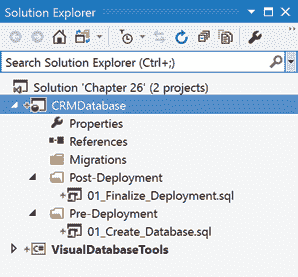 Solution Explorer
Search Solution Explorer (Ctrl+;)
Solution 'Chapter 26' (2 projects)
CRMDatabase
Properties
References
Migrations
Post-Deployment
01_Finalize_Deployment.sql
Pre-Deployment
01_Create_Database.sql
VisualDatabaseTools